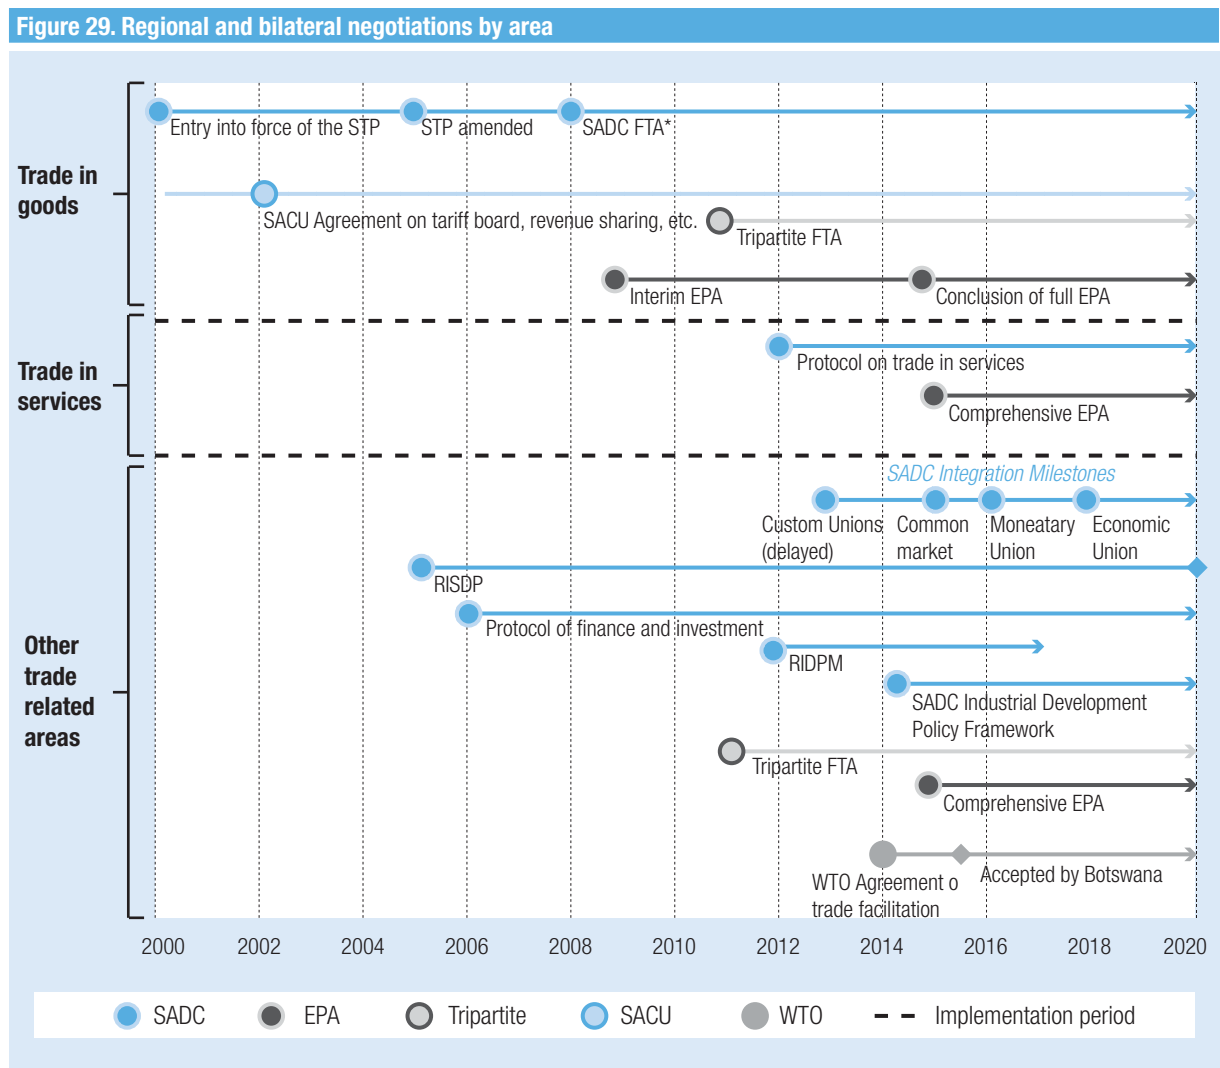 Figure 29. Regional and bilateral negotiations by area
Trade in
goods
Entry into force of the STP
STP amended
SADC FTA*
SACU Agreement on tariff board, revenue sharing, etc.
Tripartite FTA
Interim EPA
Conclusion of full EPA
Trade in
services
Protocol on trade in services
Comprehensive EPA
Other
trade
related
areas
SADC Integration Milestones
Custom Unions
(delayed)
Common
market
Moneatary
Union
Economic
Union
RISDP
Protocol of finance and investment
RIDPM
SADC Industrial Development
Policy Framework
Tripartite FTA
Comprehensive EPA
WTO Agreement o
trade facilitation
Accepted by Botswana
2000
2002
2004
2006
2008
2010
2012
2014
2016
2018
2020
SADC
EPA
Tripartite
SACU
WTO
Implementation period